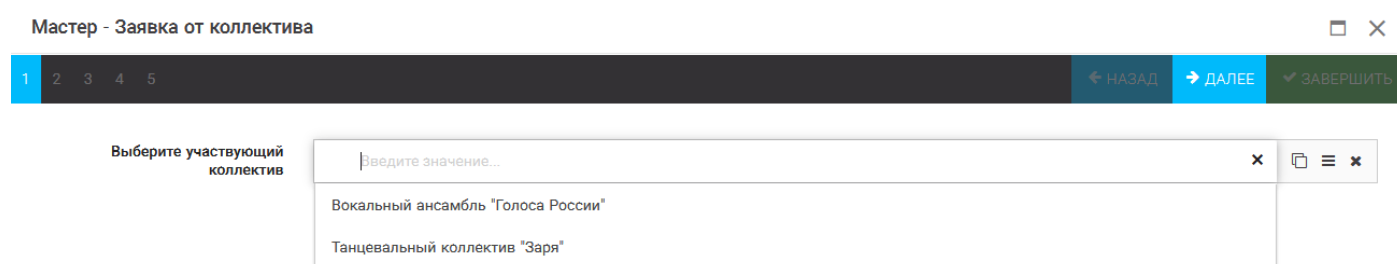 Мастер - Заявка от коллектива
1 2 3 4 5 НАЗАД ДАЛЕЕ ЗАВЕРШИТЬ
Выберите участвующий
коллектив
Введите значение...
Вокальный ансамбль "Голоса России"
Танцевальный коллектив "Заря"